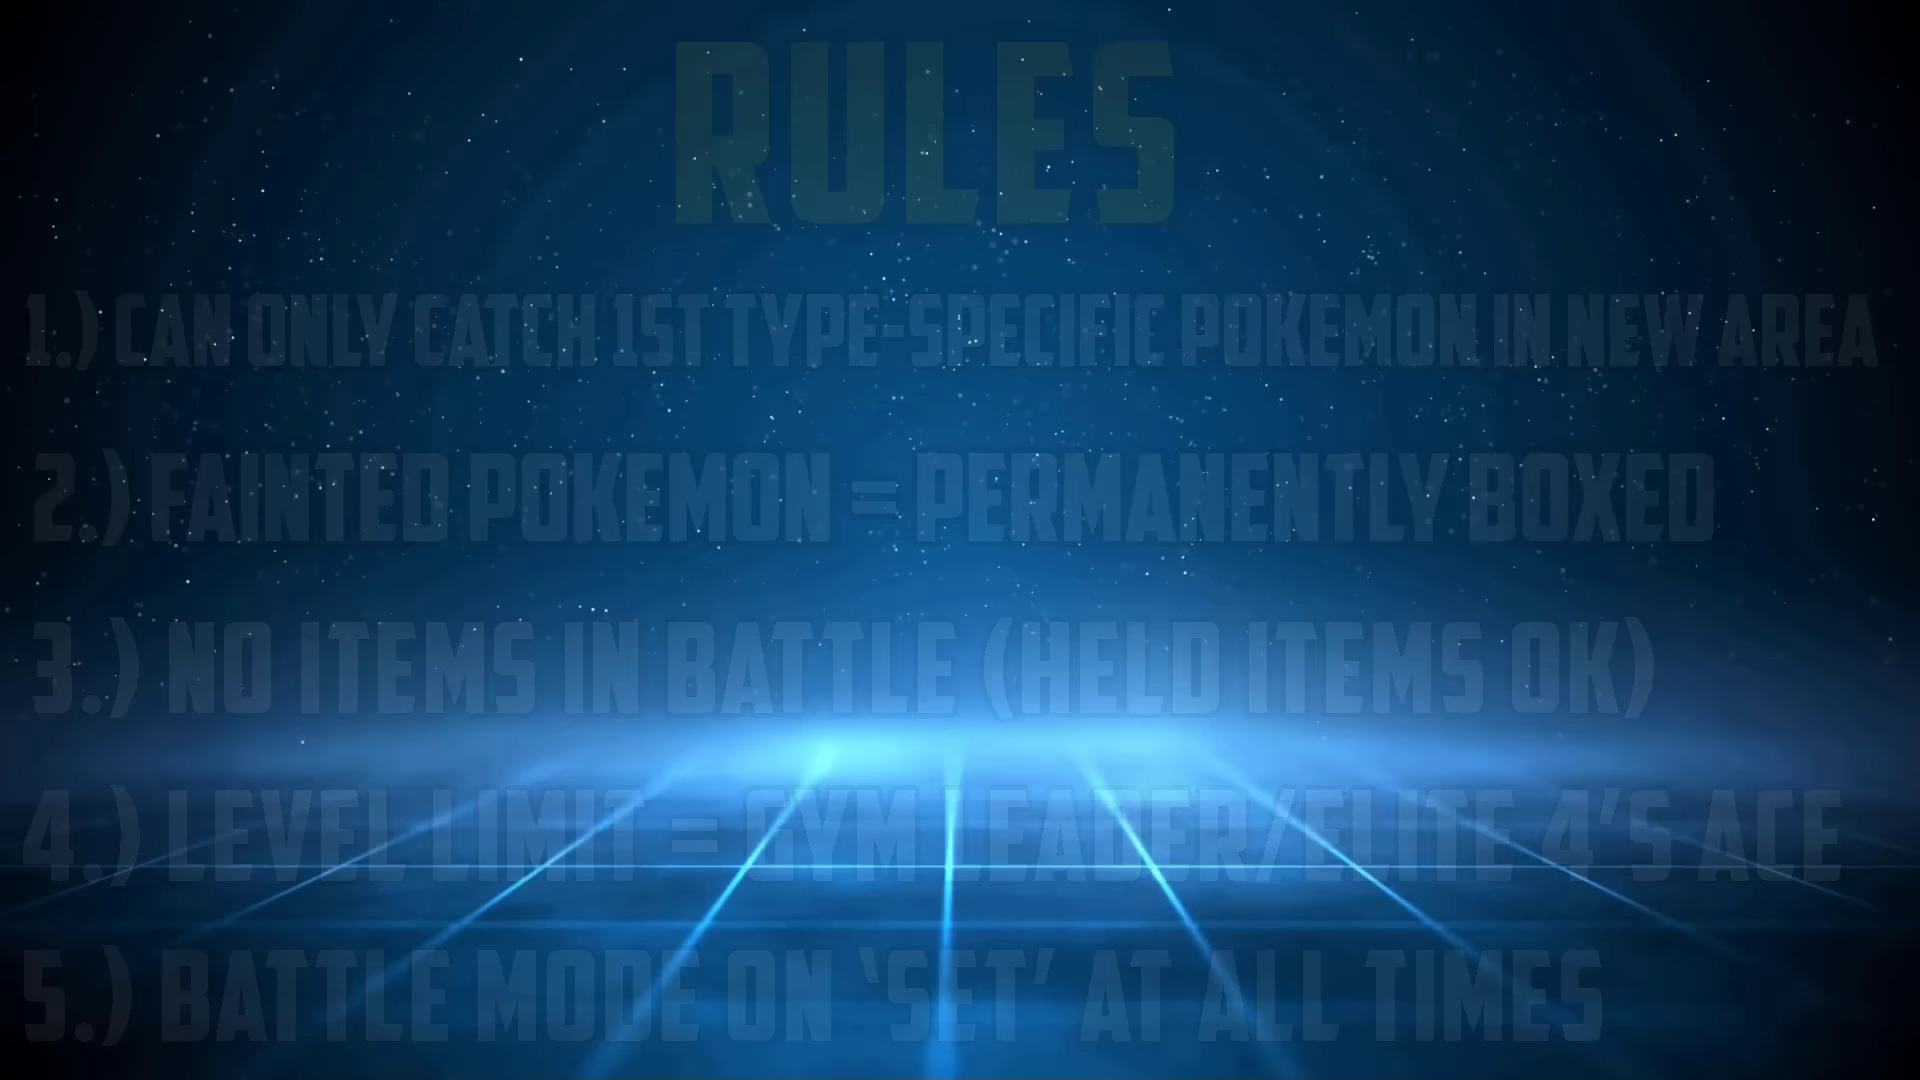 RULES
1.) CAN ONLY CATCH 1ST TYPE-SPECIFIC POKEMON IN NEW AREA
2.) FAINTED POKEMON = PERMANENTLY BOXED
3.) NO ITEMS IN BATTLE (HELD ITEMS OK)
4.) LEVEL LIMIT = GYM LEADER/ELITE 4'S ACE
5.) BATTLE MODE ON 'SET' AT ALL TIMES